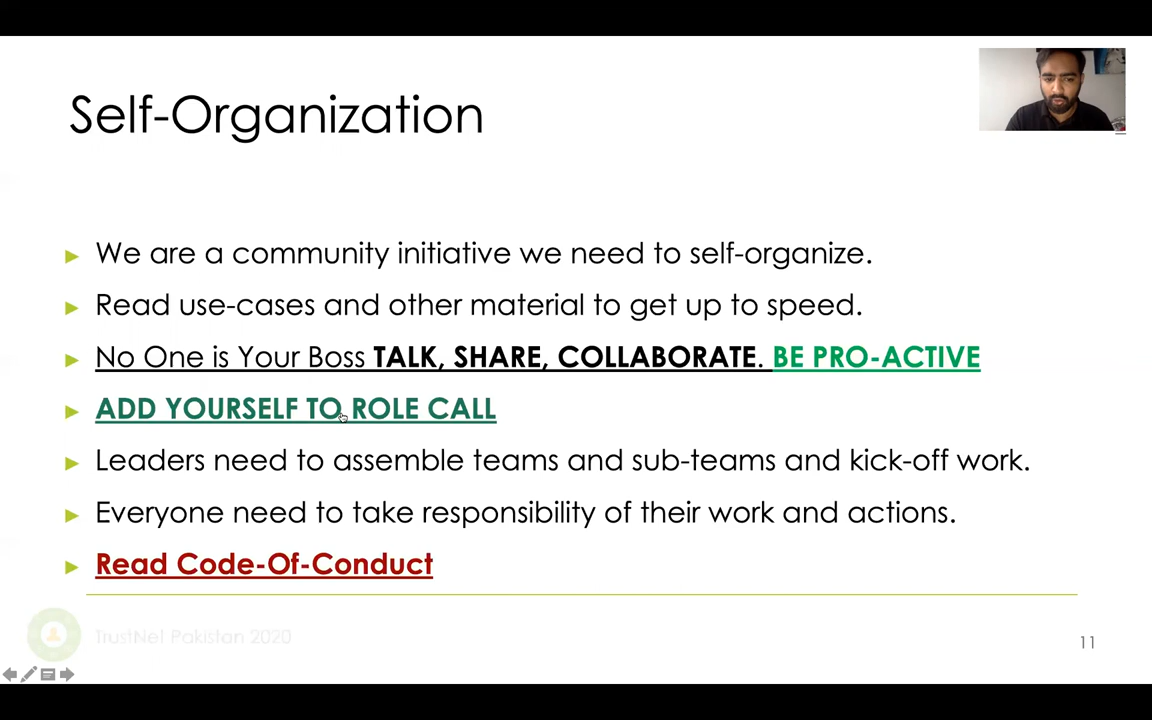 Self-Organization
We are a community initiative we need to self-organize.
Read use-cases and other material to get up to speed.
No One is Your Boss TALK, SHARE, COLLABORATE. BE PRO-ACTIVE
ADD YOURSELF TO ROLE CALL
Leaders need to assemble teams and sub-teams and kick-off work.
Everyone need to take responsibility of their work and actions.
Read Code-Of-Conduct
TrustNet Pakistan 2020
11